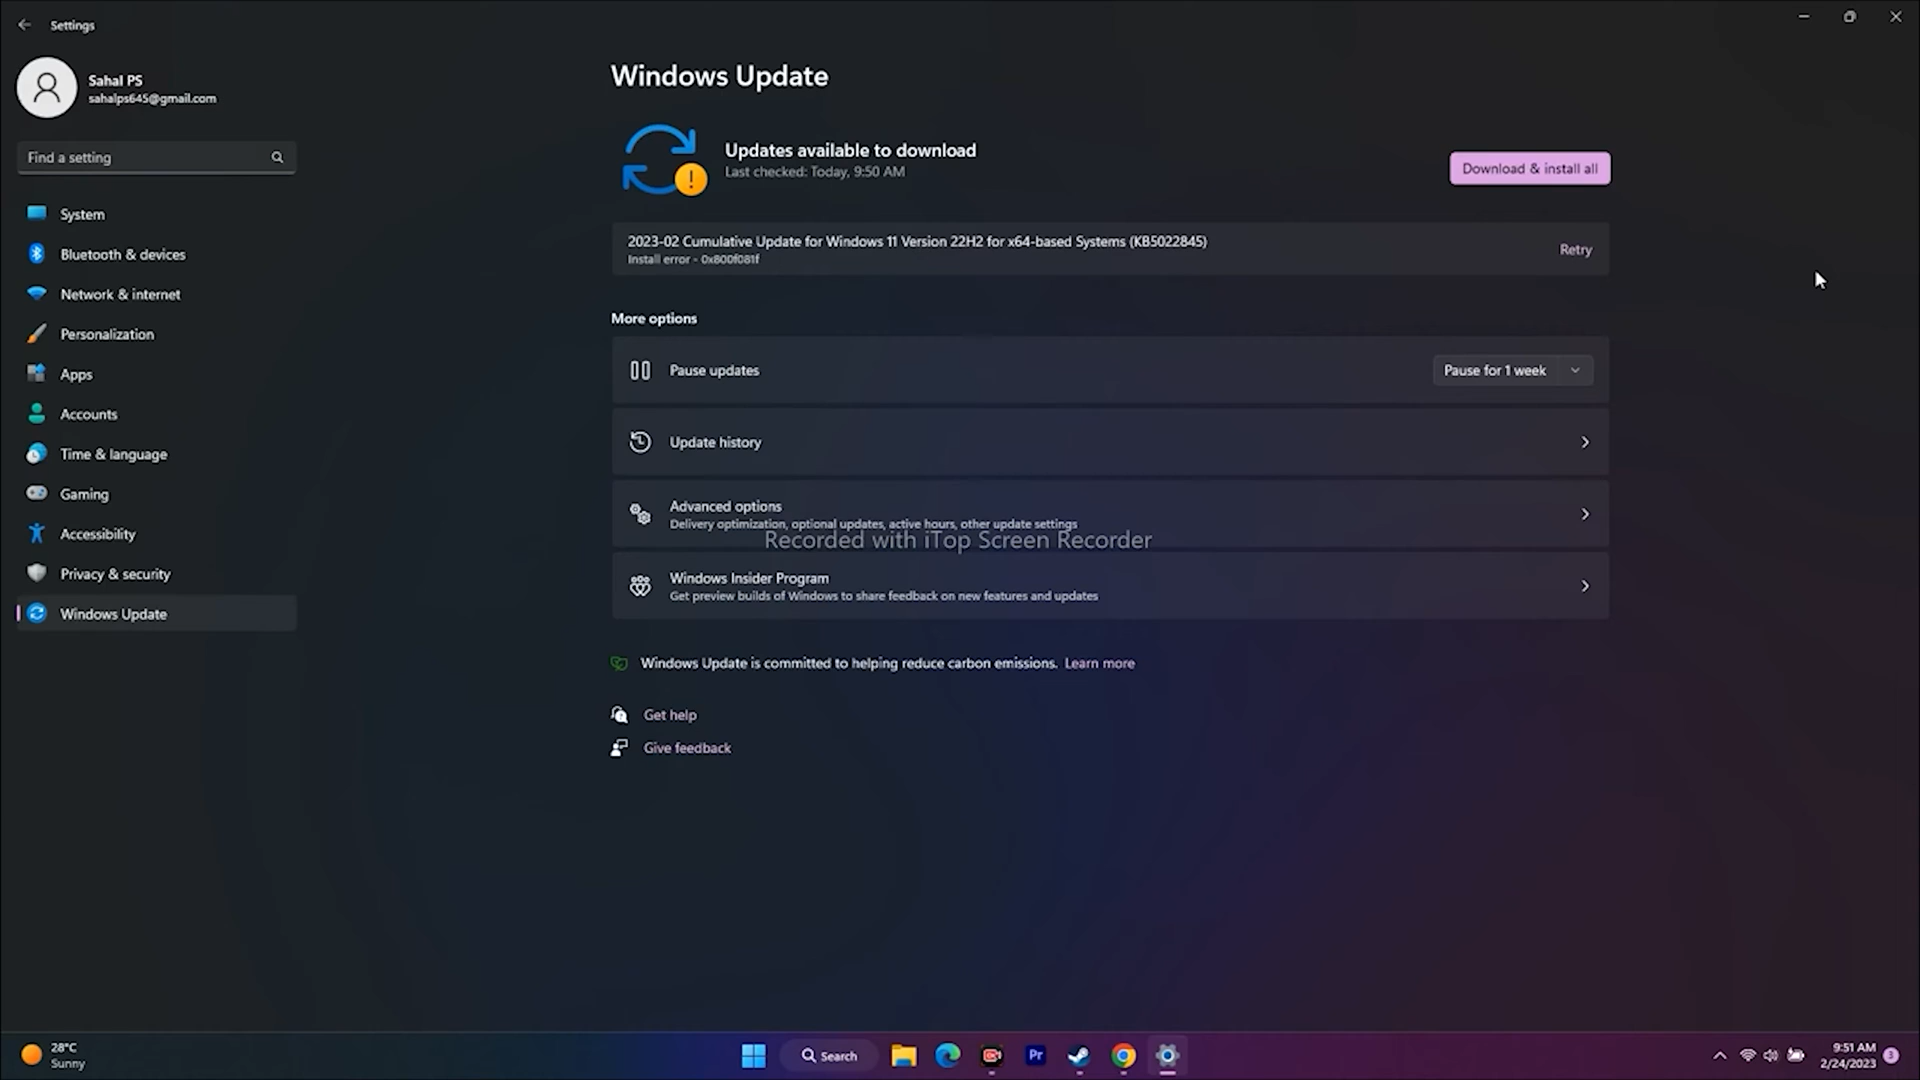 Settings
Sahal PS
sahalps645@gmail.com
Find a setting
System
Bluetooth & devices
Network & internet
Personalization
Apps
Accounts
Time & language
Gaming
Accessibility
Privacy & security
Windows Update
Windows Update
Updates available to download
Last checked: Today, 9:50 AM
Download & install all
2023-02 Cumulative Update for Windows 11 Version 22H2 for x64-based Systems (KB5022845)
Install error - 0x800f081f
Retry
More options
Pause updates
Pause for 1 week
Update history
Advanced options
Delivery optimization, optional updates, active hours, other update settings
Recorded with iTop Screen Recorder
Windows Insider Program
Get preview builds of Windows to share feedback on new features and updates
Windows Update is committed to helping reduce carbon emissions. Learn more
Get help
Give feedback
28°C
Sunny
Search
Pr
9:51 AM
2/24/2023
3